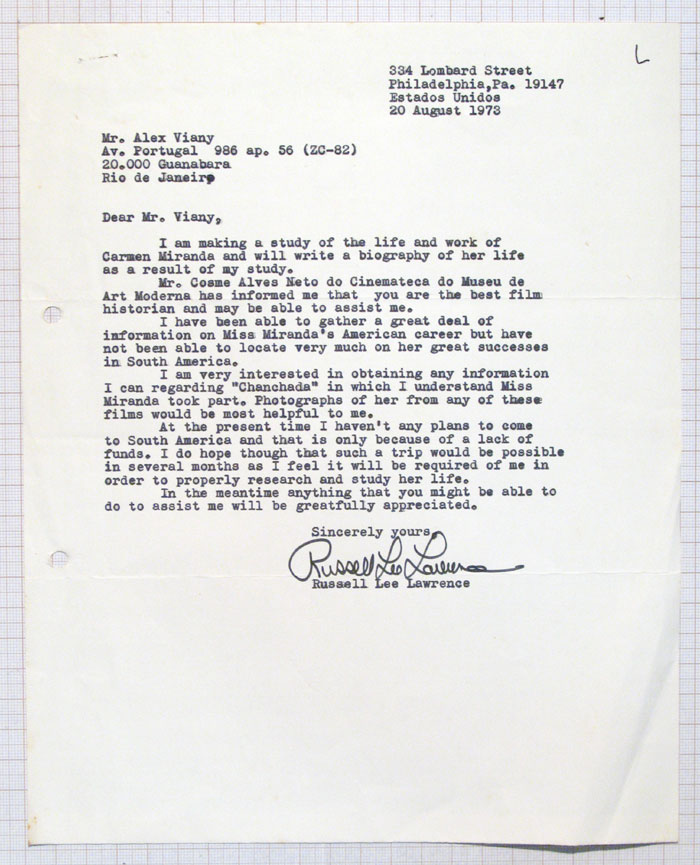 L
334 Lombard Street
Philadelphia,Pa. 19147
Estados Unidos
20 August 1973
Mr. Alex Viany
Av. Portugal 986 ap. 56 (ZC-82)
20.000 Guanabara
Rio de Janeiro
Dear Mr. Viany,
I am making a study of the life and work of
Carmen Miranda and will write a biography of her life
as a result of my study.
Mr. Cosme Alves Neto do Cinemateca do Museu de
Art Moderna has informed me that you are the best film
historian and may be able to assist me.
I have been able to gather a great deal of
information on Miss Miranda's American career but have
not been able to locate very much on her great successes
in South America.
I am very interested in obtaining any information
I can regarding "Chanchada" in which I understand Miss
Miranda took part. Photographs of her from any of these
films would be most helpful to me.
At the present time I haven't any plans to come
to South America and that is only because of a lack of
funds. I do hope though that such a trip would be possible
in several months as I feel it will be required of me in
order to properly research and study her life.
In the meantime anything that you might be able to
do to assist me will be greatfully appreciated.
Sincerely yours,
Russell Lee Lawrence
Russell Lee Lawrence